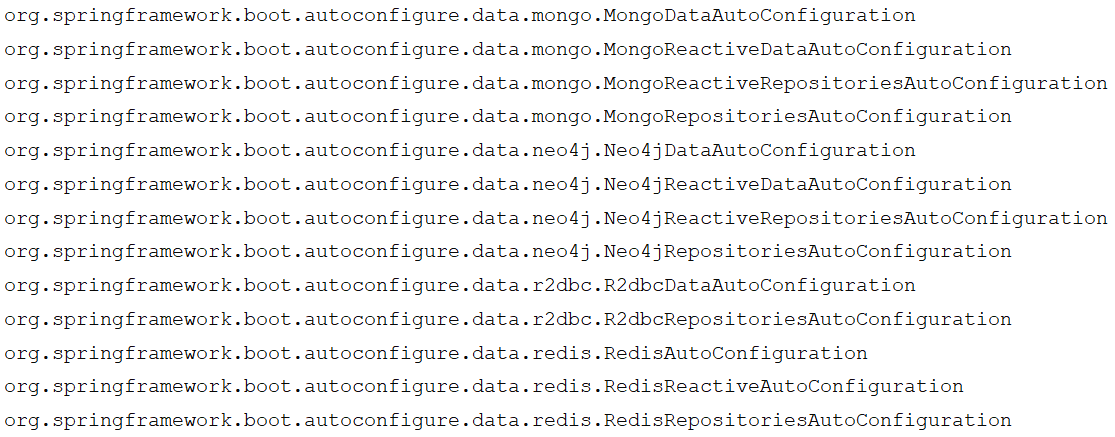 org.springframework.boot.autoconfigure.data.mongo.MongoDataAutoConfiguration
org.springframework.boot.autoconfigure.data.mongo.MongoReactiveDataAutoConfiguration
org.springframework.boot.autoconfigure.data.mongo.MongoReactiveRepositoriesAutoConfiguration
org.springframework.boot.autoconfigure.data.mongo.MongoRepositoriesAutoConfiguration
org.springframework.boot.autoconfigure.data.neo4j.Neo4jDataAutoConfiguration
org.springframework.boot.autoconfigure.data.neo4j.Neo4jReactiveDataAutoConfiguration
org.springframework.boot.autoconfigure.data.neo4j.Neo4jReactiveRepositoriesAutoConfiguration
org.springframework.boot.autoconfigure.data.neo4j.Neo4jRepositoriesAutoConfiguration
org.springframework.boot.autoconfigure.data.r2dbc.R2dbcDataAutoConfiguration
org.springframework.boot.autoconfigure.data.r2dbc.R2dbcRepositoriesAutoConfiguration
org.springframework.boot.autoconfigure.data.redis.RedisAutoConfiguration
org.springframework.boot.autoconfigure.data.redis.RedisReactiveAutoConfiguration
org.springframework.boot.autoconfigure.data.redis.RedisRepositoriesAutoConfiguration